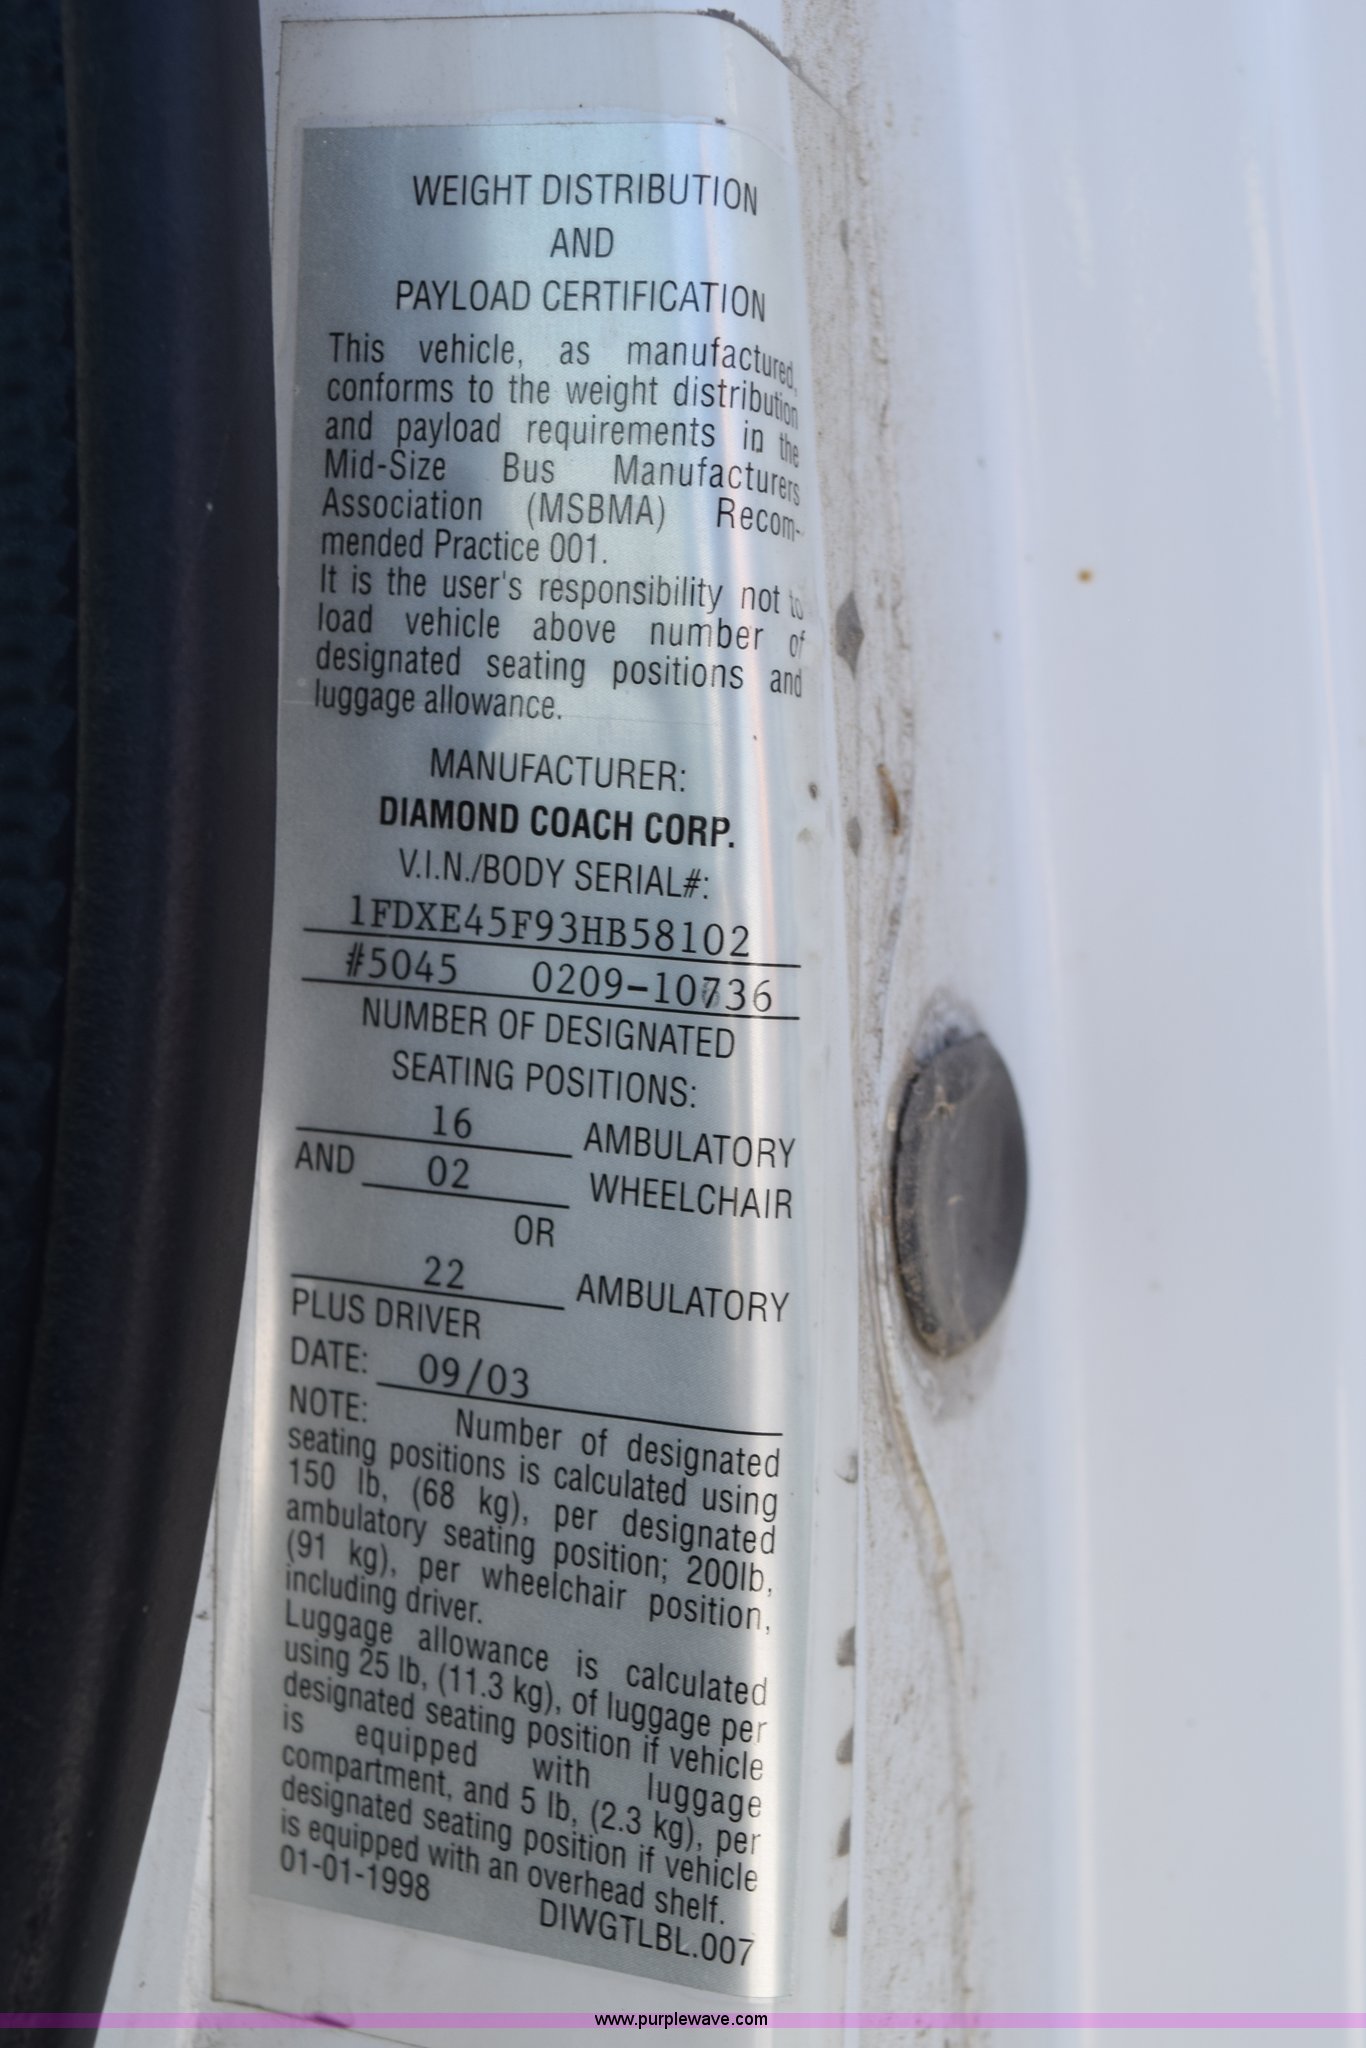 WEIGHT DISTRIBUTION
AND
PAYLOAD CERTIFICATION
This vehicle, as manufactured,
conforms to the weight distribution
and payload requirements in the
Mid-Size Bus Manufacturers
Association (MSBMA) Recom-
mended Practice 001.
It is the user's responsibility not to
load vehicle above number of
designated seating positions and
luggage allowance.
MANUFACTURER:
DIAMOND COACH CORP.
V.I.N./BODY SERIAL#:
1FDXE45F93HB58102
#5045 0209-10736
NUMBER OF DESIGNATED
SEATING POSITIONS:
16 AMBULATORY
AND 02 WHEELCHAIR
OR
22 AMBULATORY
PLUS DRIVER
DATE: 09/03
NOTE: Number of designated
seating positions is calculated using
150 lb, (68 kg), per designated
ambulatory seating position; 200lb,
(91 kg), per wheelchair position,
including driver.
Luggage allowance is calculated
using 25 lb, (11.3 kg), of luggage per
designated seating position if vehicle
is equipped with luggage
compartment, and 5 lb, (2.3 kg), per
designated seating position if vehicle
is equipped with an overhead shelf.
01-01-1998 DIWGTLBL.007
www.purplewave.com